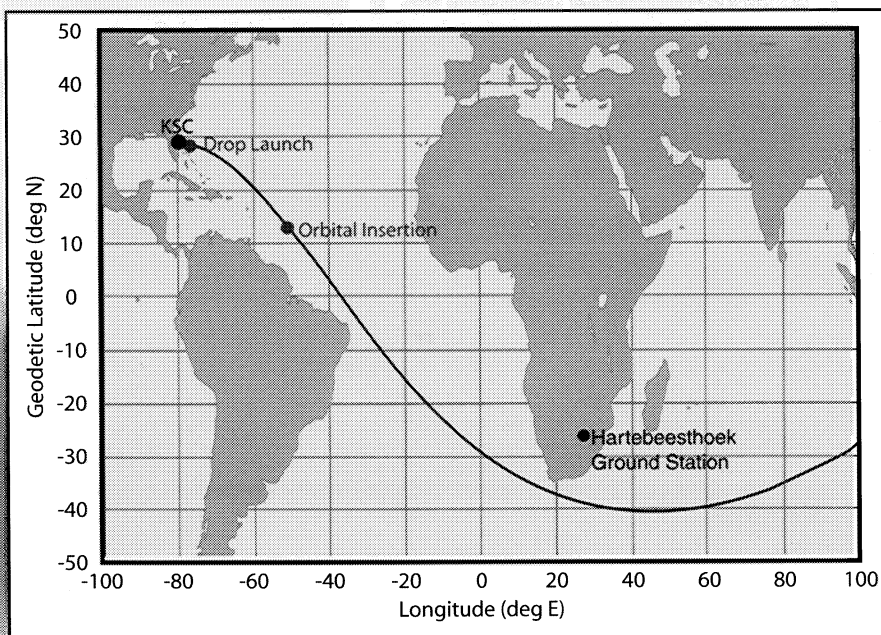 50
40
30
20
10
0
-10
-20
-30
-40
-50
Geodetic Latitude (deg N)
KSC
Drop Launch
Orbital Insertion
Hartebeesthoek
Ground Station
-100 -80 -60 -40 -20 0 20 40 60 80 100
Longitude (deg E)